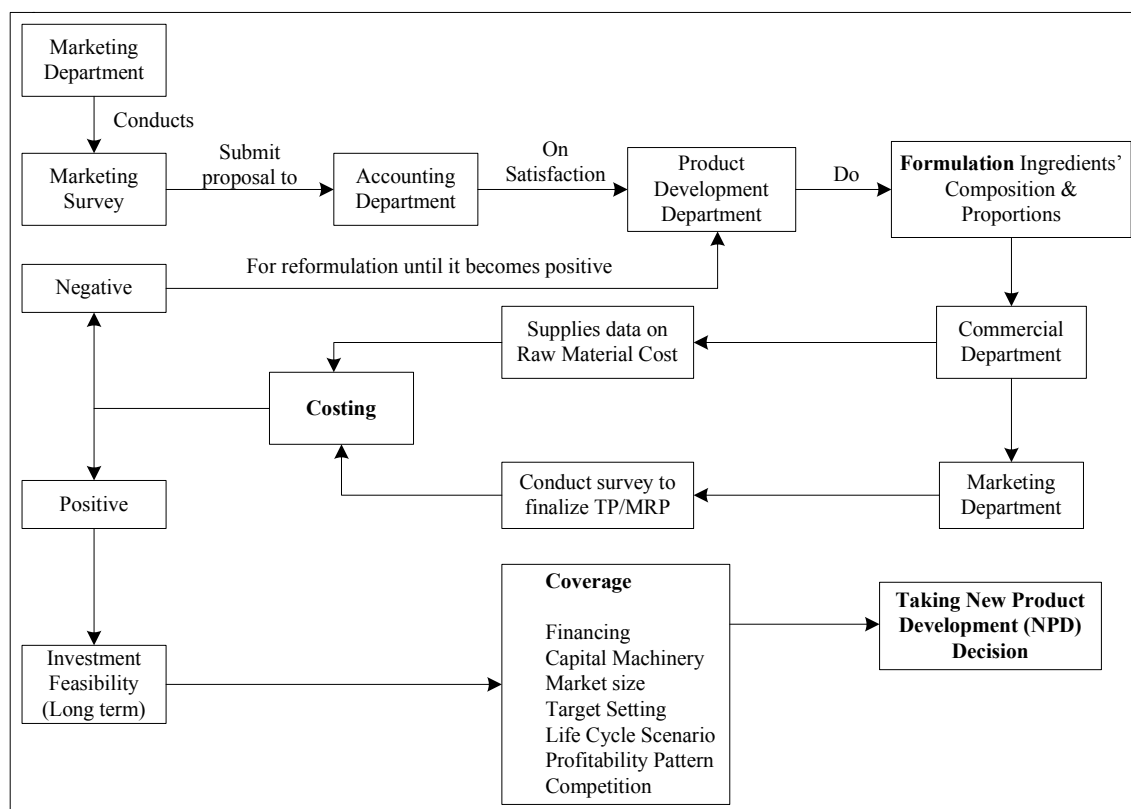 Marketing
Department
Conducts
Marketing
Survey
Submit
proposal to
Accounting
Department
On
Satisfaction
Product
Development
Department
Do
Formulation Ingredients’
Composition &
Proportions
For reformulation until it becomes positive
Negative
Supplies data on
Raw Material Cost
Commercial
Department
Costing
Positive
Conduct survey to
finalize TP/MRP
Marketing
Department
Investment
Feasibility
(Long term)
Coverage
Financing
Capital Machinery
Market size
Target Setting
Life Cycle Scenario
Profitability Pattern
Competition
Taking New Product
Development (NPD)
Decision